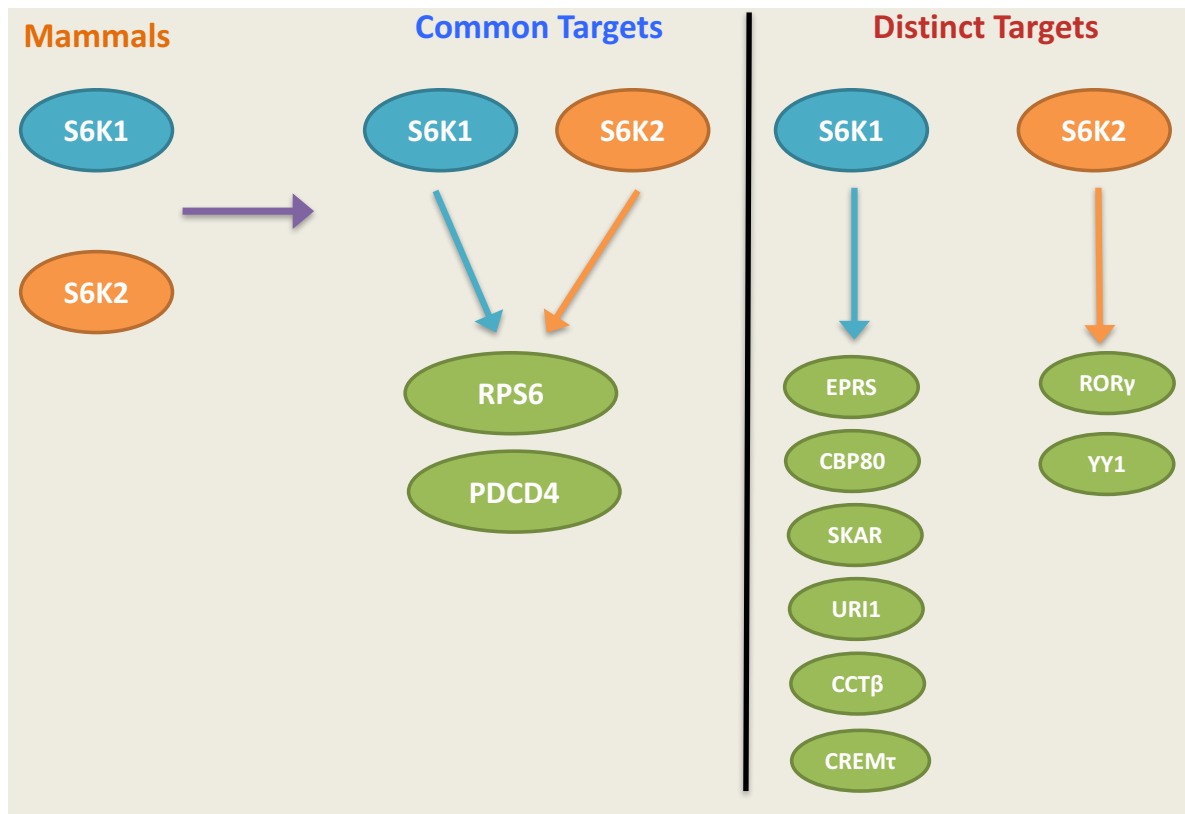 Mammals
Common Targets
Distinct Targets
S6K1
S6K2
S6K1
S6K2
RPS6
PDCD4
S6K1
S6K2
EPRS
CBP80
SKAR
URI1
CCTβ
CREMτ
RORγ
YY1